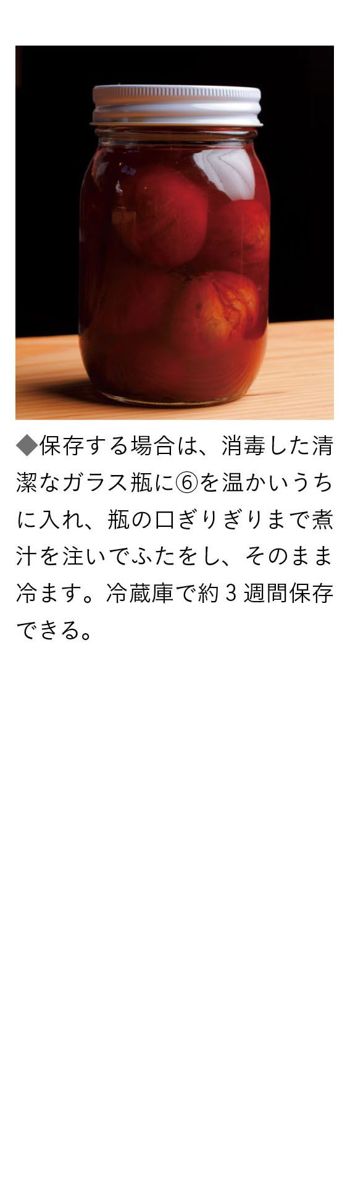 ◆保存する場合は、消毒した清
潔なガラス瓶に⑥を温かいうち
に入れ、瓶の口ぎりぎりまで煮
汁を注いでふたをし、そのまま
冷ます。冷蔵庫で約3週間保存
できる。